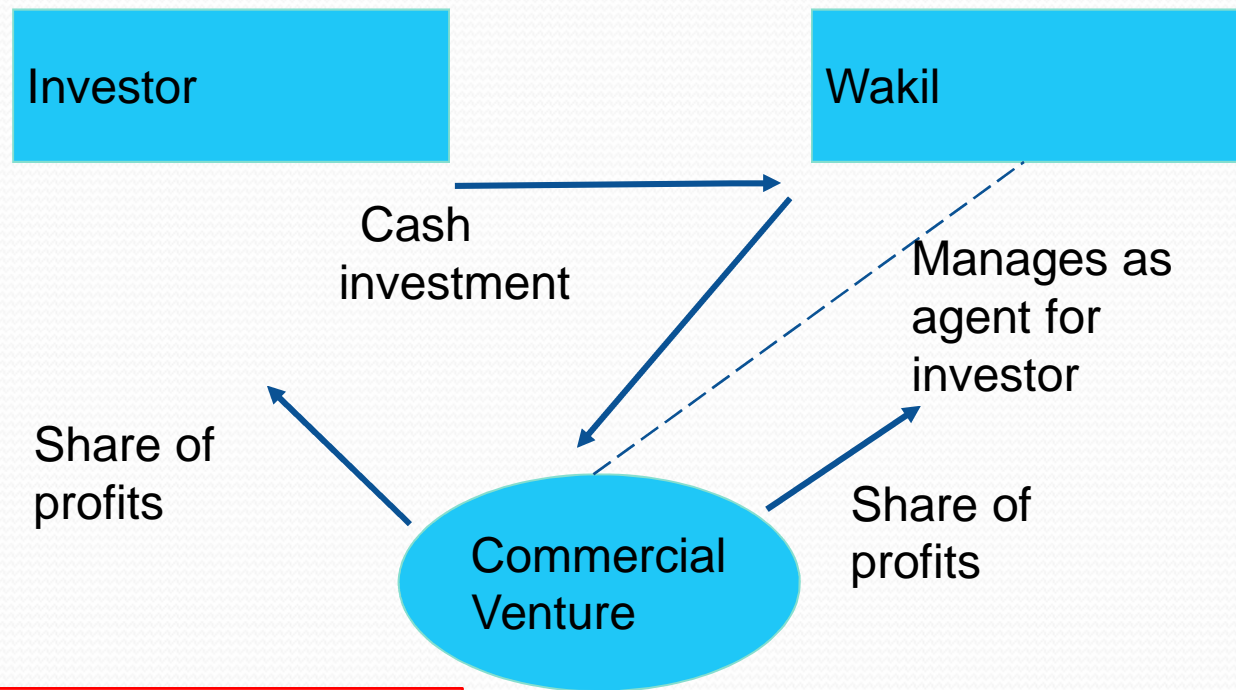 Investor
Wakil
Cash
investment
Manages as
agent for
investor
Share of
profits
Share of
profits
Commercial
Venture